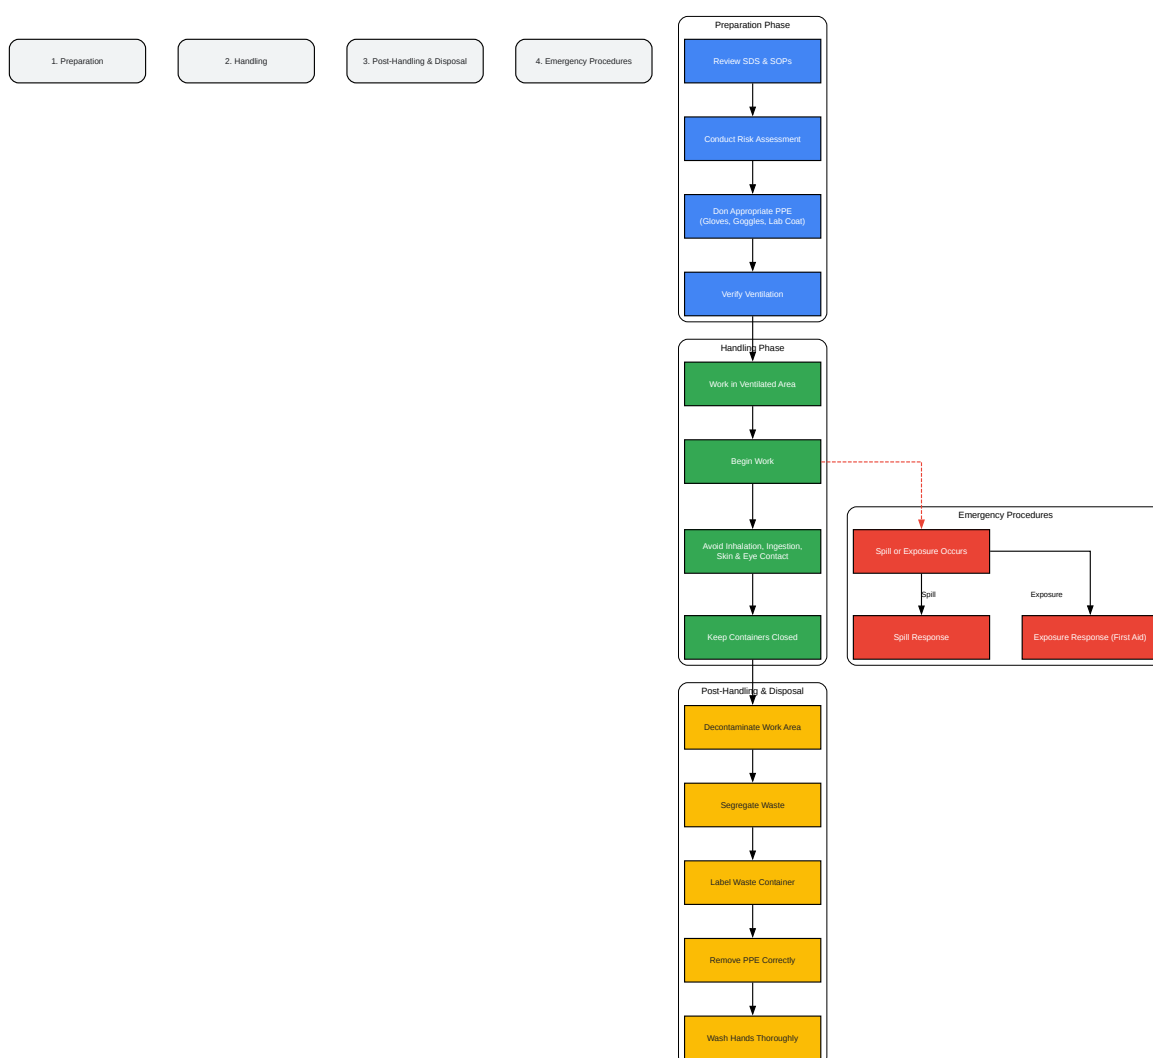 1. Preparation
2. Handling
3. Post-Handling & Disposal
4. Emergency Procedures
Preparation Phase
Review SDS & SOPs
Conduct Risk Assessment
Don Appropriate PPE
(Gloves, Goggles, Lab Coat)
Verify Ventilation
Handling Phase
Work in Ventilated Area
Begin Work
Avoid Inhalation, Ingestion,
Skin & Eye Contact
Keep Containers Closed
Emergency Procedures
Spill or Exposure Occurs
Spill
Exposure
Spill Response
Exposure Response (First Aid)
Post-Handling & Disposal
Decontaminate Work Area
Segregate Waste
Label Waste Container
Remove PPE Correctly
Wash Hands Thoroughly